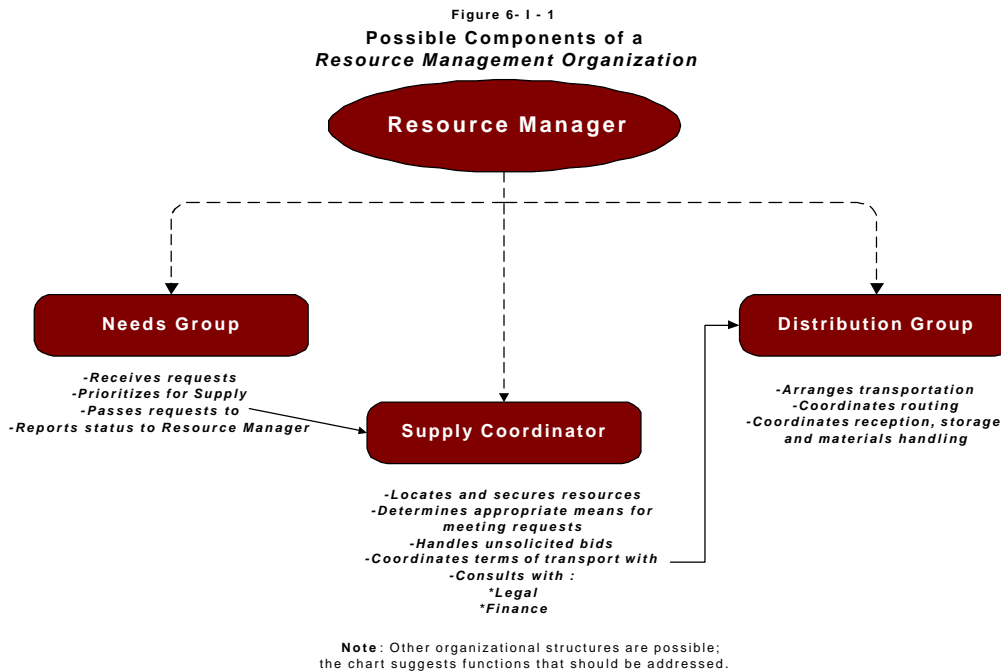 Figure 6- I - 1
Possible Components of a
Resource Management Organization
Resource Manager
Needs Group
-Receives requests
-Prioritizes for Supply
-Passes requests to
-Reports status to Resource Manager
Supply Coordinator
-Locates and secures resources
-Determines appropriate means for
meeting requests
-Handles unsolicited bids
-Coordinates terms of transport with
-Consults with :
*Legal
*Finance
Distribution Group
-Arranges transportation
-Coordinates routing
-Coordinates reception, storage
and materials handling
Note: Other organizational structures are possible;
the chart suggests functions that should be addressed.